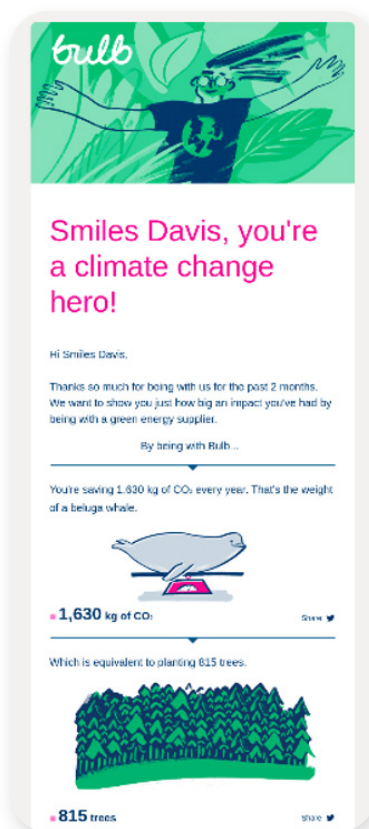 bulb
Smiles Davis, you're
a climate change
hero!
Hi Smiles Davis,
Thanks so much for being with us for the past 2 months.
We want to show you just how big an impact you've had by
being with a green energy supplier.
By being with Bulb...
You're saving 1,630 kg of CO₂ every year. That's the weight
of a beluga whale.
1,630 kg of CO₂
Share
Which is equivalent to planting 815 trees.
815 trees
Share